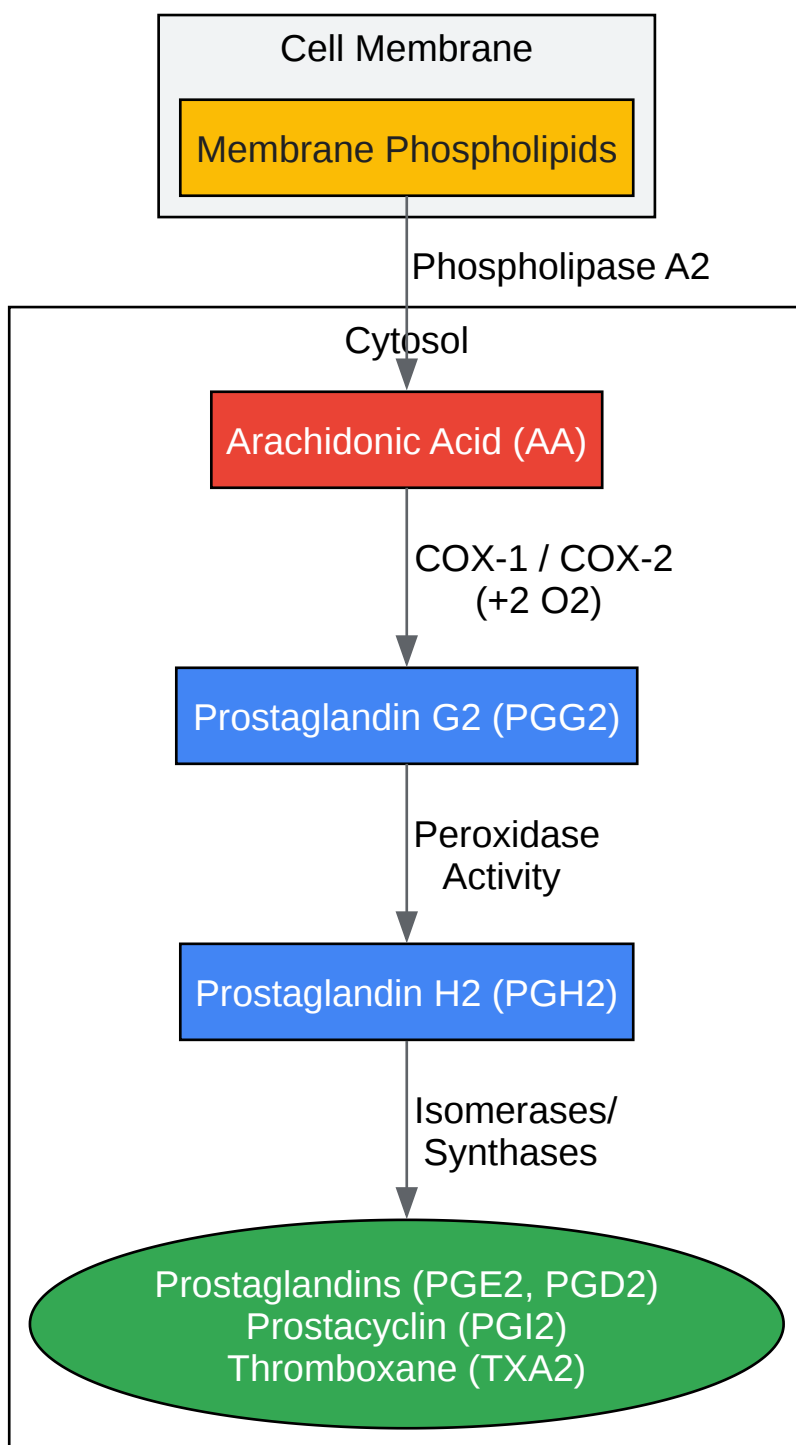 Cell Membrane
Membrane Phospholipids
Phospholipase A2
Cytosol
Arachidonic Acid (AA)
COX-1 / COX-2
(+2 O2)
Prostaglandin G2 (PGG2)
Peroxidase
Activity
Prostaglandin H2 (PGH2)
Isomerases/
Synthases
Prostaglandins (PGE2, PGD2)
Prostacyclin (PGI2)
Thromboxane (TXA2)